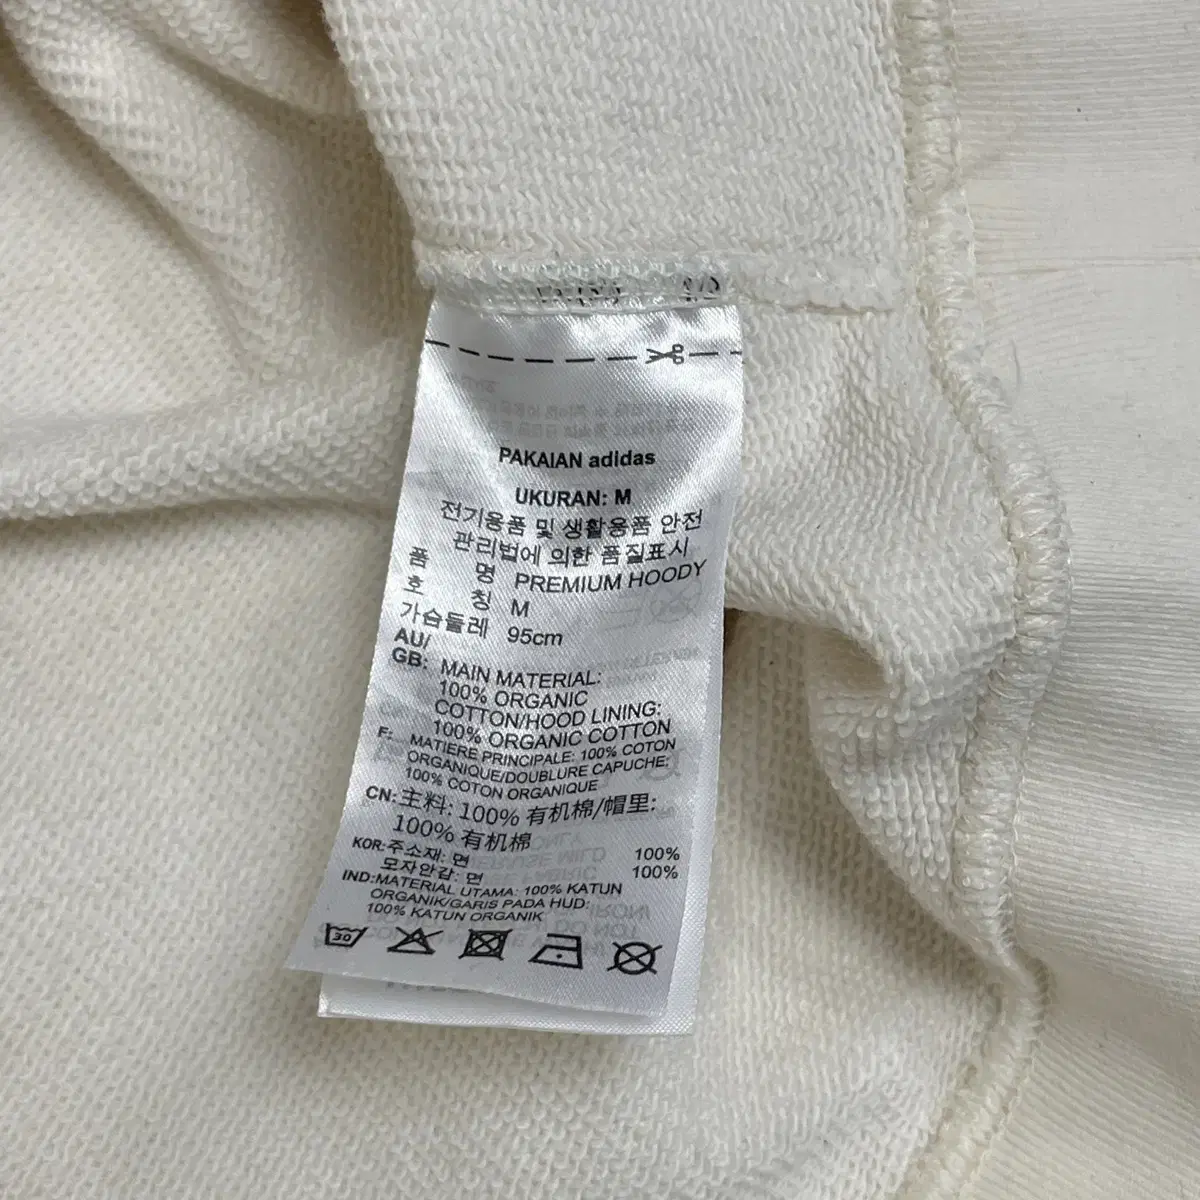 PAKAIAN adidas
UKURAN: M
전기용품 및 생활용품 안전
관리법에 의한 품질표시
품 명 PREMIUM HOODY
호 칭 M
가슴둘레 95cm
AU/
GB: MAIN MATERIAL:
100% ORGANIC
COTTON/HOOD LINING:
100% ORGANIC COTTON
F: MATIERE PRINCIPALE: 100% COTON
ORGANIQUE/DOUBLURE CAPUCHE:
100% COTON ORGANIQUE
CN: 主料: 100% 有机棉/帽里:
100% 有机棉
KOR: 주소재: 면 100%
모자안감: 면 100%
IND: MATERIAL UTAMA: 100% KATUN
ORGANIK/GARIS PADA HUD:
100% KATUN ORGANIK
30